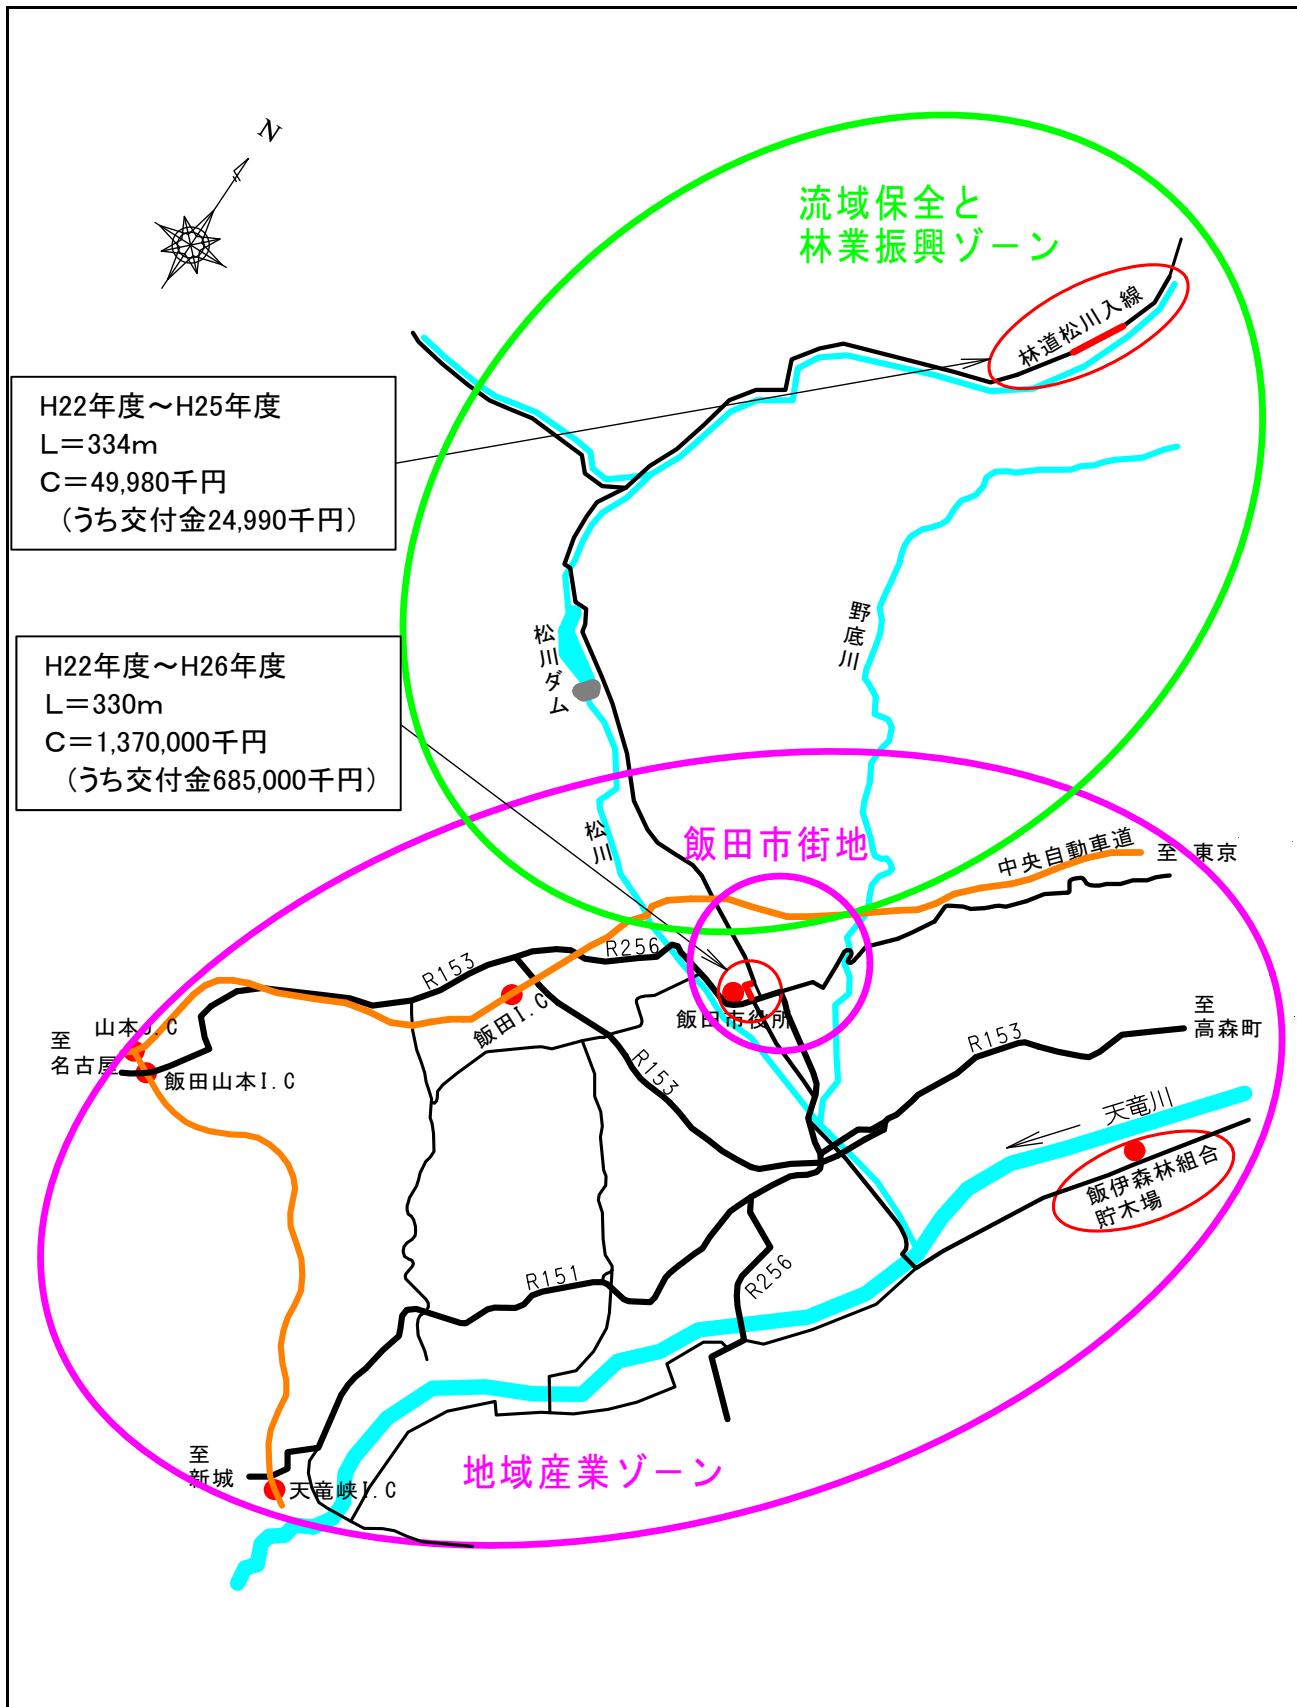 N
流域保全と
林業振興ゾーン
林道松川入線
H22年度～H25年度
L＝334m
C＝49,980千円
（うち交付金24,990千円）
野底川
松川ダム
H22年度～H26年度
L＝330m
C＝1,370,000千円
（うち交付金685,000千円）
松川
飯田市街地
中央自動車道
至 東京
R256
R153
飯田I.C
飯田市役所
至
高森町
R153
山本J.C
至
名古屋
飯田山本I.C
R153
天竜川
飯伊森林組合
貯木場
R151
R256
至
新城
天竜峡I.C
地域産業ゾーン